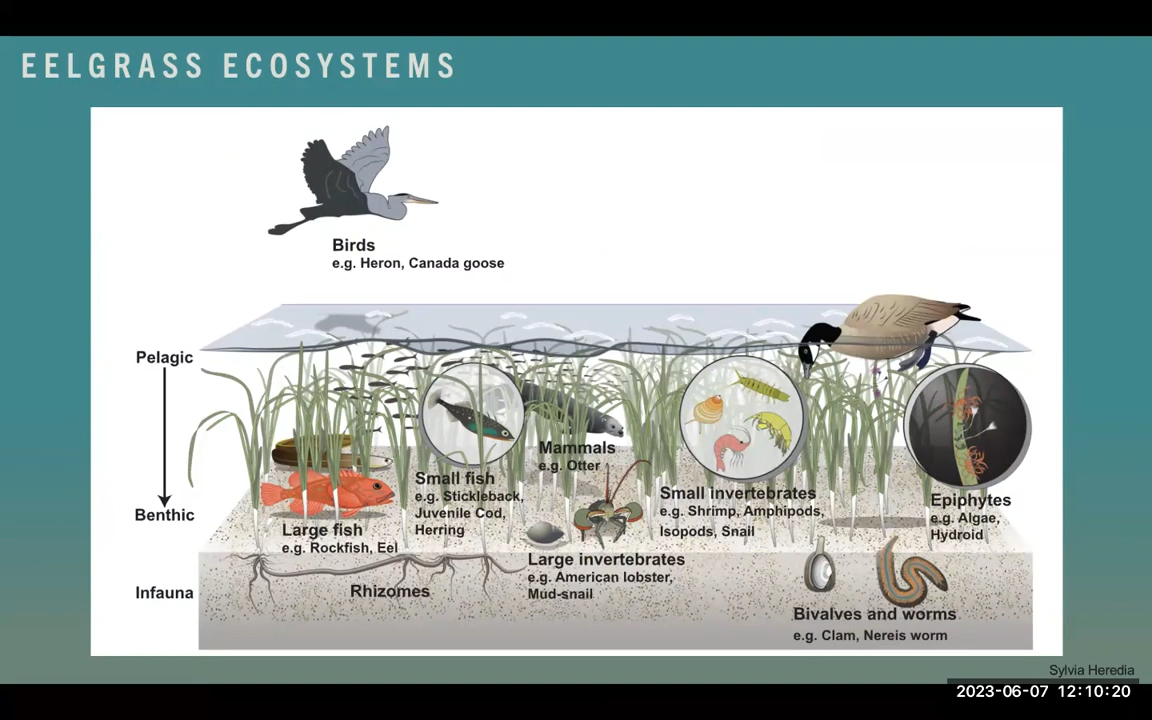 EELGRASS ECOSYSTEMS
Birds
e.g. Heron, Canada goose
Pelagic
Mammals
e.g. Otter
Small fish
e.g. Stickleback,
Juvenile Cod,
Herring
Small invertebrates
e.g. Shrimp, Amphipods,
Isopods, Snail
Epiphytes
e.g. Algae,
Hydroid
Benthic
Large fish
e.g. Rockfish, Eel
Large invertebrates
e.g. American lobster,
Mud-snail
Infauna
Rhizomes
Bivalves and worms
e.g. Clam, Nereis worm
Sylvia Heredia
2023-06-07 12:10:20